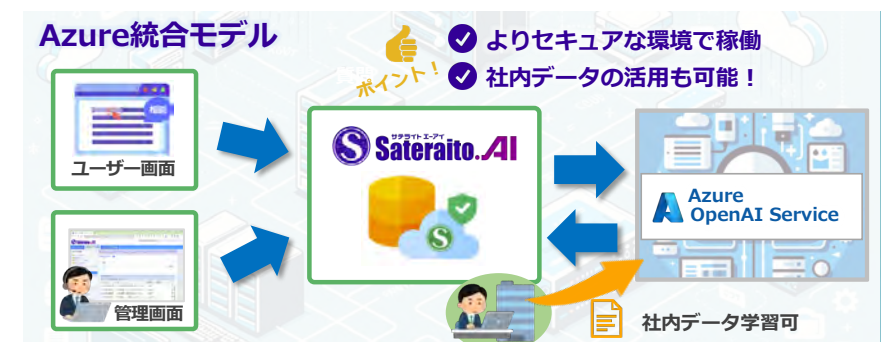 Azure統合モデル
ポイント！
よりセキュアな環境で稼働
社内データの活用も可能！
ユーザー画面
サテライトエーアイ
Sateraito.AI
S
Azure
OpenAI Service
管理画面
社内データ学習可